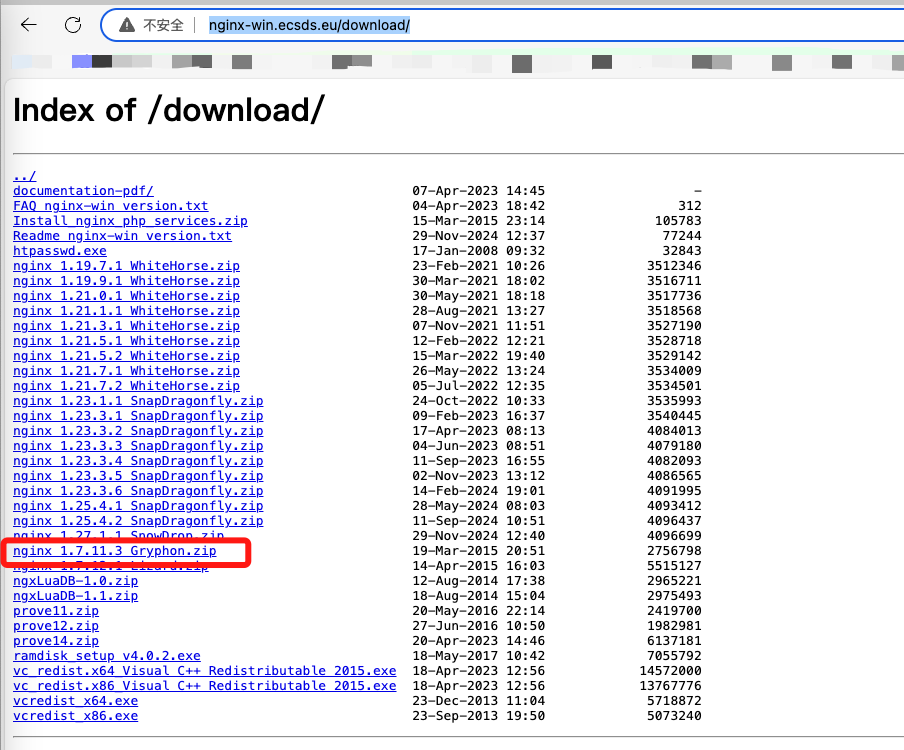 不安全 nginx-win.ecsds.eu/download/
Index of /download/
../
documentation-pdf/ 07-Apr-2023 14:45 -
FAQ nginx-win version.txt 04-Apr-2023 18:42 312
Install nginx php services.zip 15-Mar-2015 23:14 105783
Readme nginx-win version.txt 29-Nov-2024 12:37 77244
htpasswd.exe 17-Jan-2008 09:32 32843
nginx 1.19.7.1 WhiteHorse.zip 23-Feb-2021 10:26 3512346
nginx 1.19.9.1 WhiteHorse.zip 30-Mar-2021 18:02 3516711
nginx 1.21.0.1 WhiteHorse.zip 30-May-2021 18:18 3517736
nginx 1.21.1.1 WhiteHorse.zip 28-Aug-2021 13:27 3518568
nginx 1.21.3.1 WhiteHorse.zip 07-Nov-2021 11:51 3527190
nginx 1.21.5.1 WhiteHorse.zip 12-Feb-2022 12:21 3528718
nginx 1.21.5.2 WhiteHorse.zip 15-Mar-2022 19:40 3529142
nginx 1.21.7.1 WhiteHorse.zip 26-May-2022 13:24 3534009
nginx 1.21.7.2 WhiteHorse.zip 05-Jul-2022 12:35 3534501
nginx 1.23.1.1 SnapDragonfly.zip 24-Oct-2022 10:33 3535993
nginx 1.23.3.1 SnapDragonfly.zip 09-Feb-2023 16:37 3540445
nginx 1.23.3.2 SnapDragonfly.zip 17-Apr-2023 08:13 4084013
nginx 1.23.3.3 SnapDragonfly.zip 04-Jun-2023 08:51 4079180
nginx 1.23.3.4 SnapDragonfly.zip 11-Sep-2023 16:55 4082093
nginx 1.23.3.5 SnapDragonfly.zip 02-Nov-2023 13:12 4086565
nginx 1.23.3.6 SnapDragonfly.zip 14-Feb-2024 19:01 4091995
nginx 1.25.4.1 SnapDragonfly.zip 28-May-2024 08:03 4093412
nginx 1.25.4.2 SnapDragonfly.zip 11-Sep-2024 10:51 4096437
nginx 1.27.1.1 SnowDrop.zip 29-Nov-2024 12:40 4096699
nginx 1.7.11.3 Gryphon.zip 19-Mar-2015 20:51 2756798
nginx 1.7.12.1 Lizard.zip 14-Apr-2015 16:03 5515127
ngxLuaDB-1.0.zip 12-Aug-2014 17:38 2965221
ngxLuaDB-1.1.zip 18-Aug-2014 15:04 2975493
prove11.zip 20-May-2016 22:14 2419700
prove12.zip 27-Jun-2016 10:50 1982981
prove14.zip 20-Apr-2023 14:46 6137181
ramdisk setup v4.0.2.exe 18-May-2017 10:42 7055792
vc_redist.x64 Visual C++ Redistributable 2015.exe 18-Apr-2023 12:56 14572000
vc_redist.x86 Visual C++ Redistributable 2015.exe 18-Apr-2023 12:56 13767776
vcredist_x64.exe 23-Dec-2013 11:04 5718872
vcredist_x86.exe 23-Sep-2013 19:50 5073240